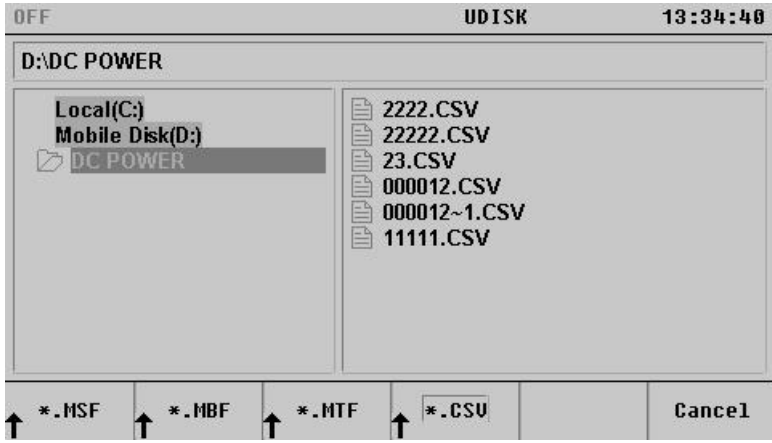 OFF UDISK 13:34:40
D:\DC POWER
Local(C:)
Mobile Disk(D:)
DC POWER
2222.CSV
22222.CSV
23.CSV
000012.CSV
000012~1.CSV
11111.CSV
*.MSF *.MBF *.MTF *.CSV Cancel